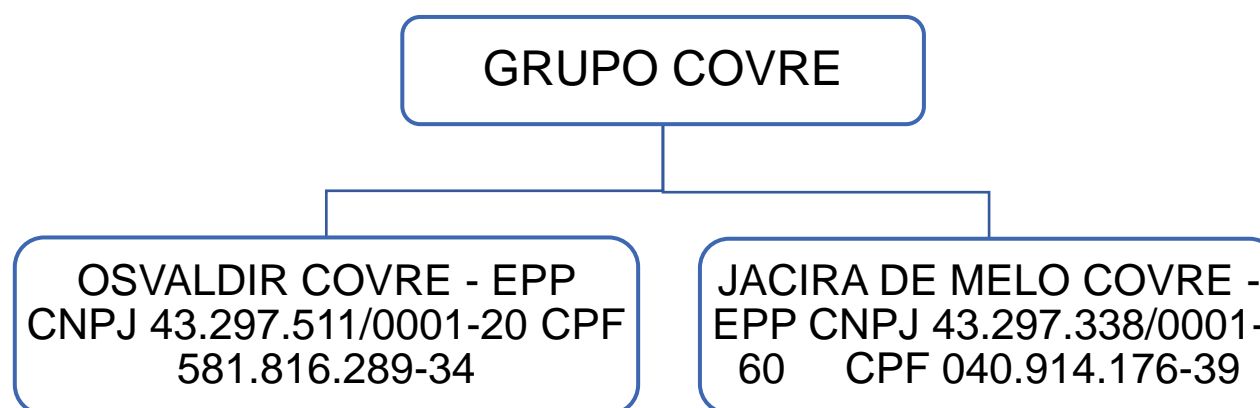 GRUPO COVRE
OSVALDIR COVRE - EPP
CNPJ 43.297.511/0001-20 CPF
581.816.289-34
JACIRA DE MELO COVRE -
EPP CNPJ 43.297.338/0001-
60 CPF 040.914.176-39